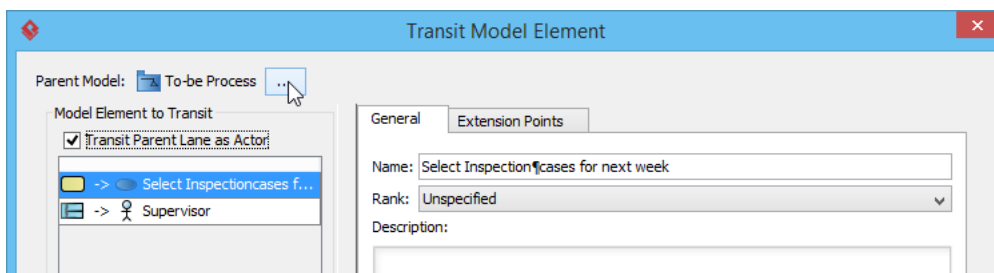 Transit Model Element
Parent Model: To-be Process ...
Model Element to Transit
Transit Parent Lane as Actor
-> Select Inspectioncases f...
-> Supervisor
General Extension Points
Name: Select Inspection¶cases for next week
Rank: Unspecified
Description: